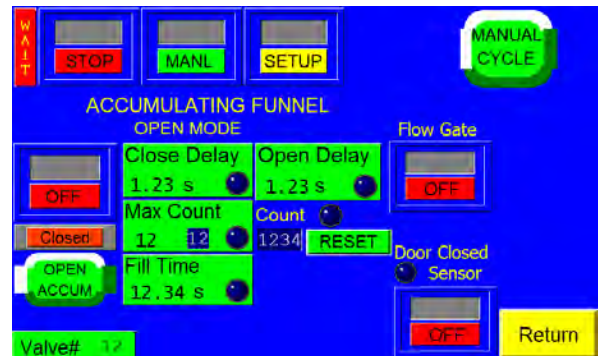 WAIT
STOP
MANL
SETUP
MANUAL
CYCLE
ACCUMULATING FUNNEL
OPEN MODE
Flow Gate
Close Delay
1.23 s
Open Delay
1.23 s
OFF
OFF
Max Count
12 12
Count
1234 RESET
Closed
Door Closed
Sensor
OPEN
ACCUM
Fill Time
12.34 s
OFF
Return
Valve# 12